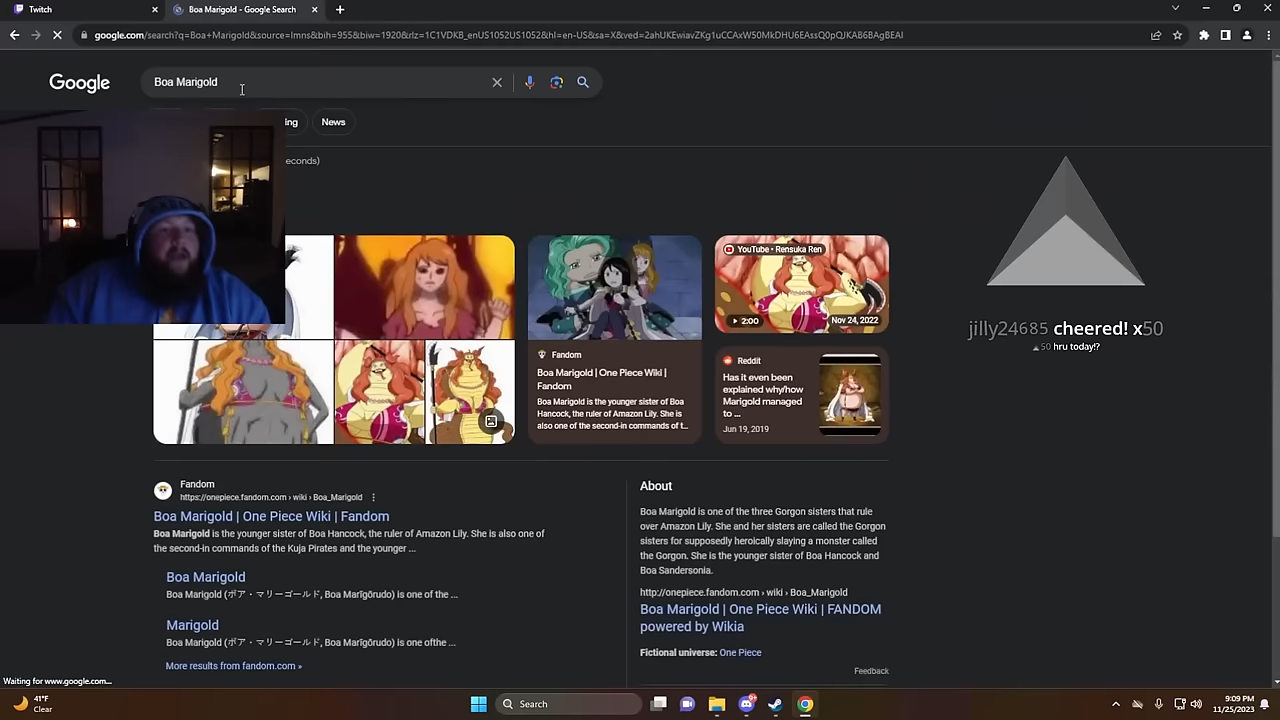 Twitch
Boa Marigold - Google Search
google.com/search?q=Boa+Marigold&source=lmns&bih=955&biw=1920&rlz=1C1VDKB_enUS1052US1052&hl=en-US&sa=X&ved=2ahUKEwiavZKg1uCCAxW50MkDHU6EAssQ0pQJKAB6BAgBEAI
Google
Boa Marigold
ing
News
econds)
YouTube • Rensuka Ren
2:00
Nov 24, 2022
Fandom
Boa Marigold | One Piece Wiki |
Fandom
Boa Marigold is the younger sister of Boa
Hancock, the ruler of Amazon Lily. She is
also one of the second-in commands of t...
Reddit
Has it even been
explained why/how
Marigold managed
to ...
Jun 19, 2019
jilly24685 cheered! x50
50 hru today!?
Fandom
https://onepiece.fandom.com › wiki › Boa_Marigold
Boa Marigold | One Piece Wiki | Fandom
Boa Marigold is the younger sister of Boa Hancock, the ruler of Amazon Lily. She is also one of
the second-in commands of the Kuja Pirates and the younger ...
Boa Marigold
Boa Marigold (ボア・マリーゴールド, Boa Marīgōrudo) is one of the ...
Marigold
Boa Marigold (ボア・マリーゴールド, Boa Marīgōrudo) is one ofthe ...
More results from fandom.com »
About
Boa Marigold is one of the three Gorgon sisters that rule
over Amazon Lily. She and her sisters are called the Gorgon
sisters for supposedly heroically slaying a monster called
the Gorgon. She is the younger sister of Boa Hancock and
Boa Sandersonia.
http://onepiece.fandom.com › wiki › Boa_Marigold
Boa Marigold | One Piece Wiki | FANDOM
powered by Wikia
Fictional universe: One Piece
Feedback
Waiting for www.google.com...
41°F
Clear
Search
9:09 PM
11/25/2023